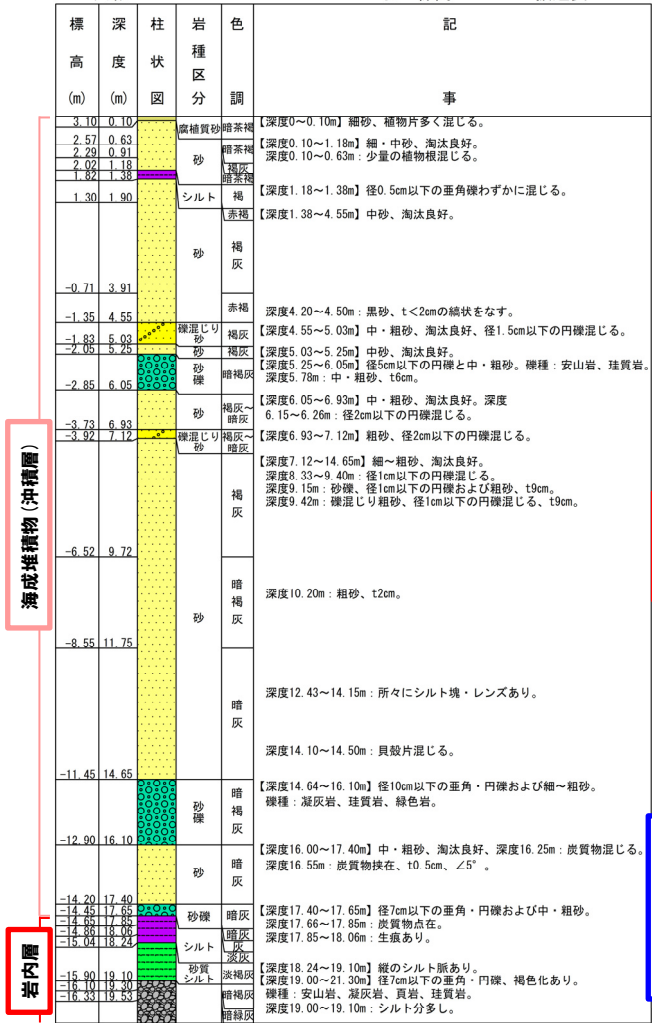 標高(m) 深度(m) 柱状図 岩種区分 色調 記事
海成堆積物(沖積層)
岩内層
3.10 0.10
2.57 0.63
2.29 0.91
2.02 1.18
1.82 1.38
1.30 1.90
-0.71 3.91
-1.35 4.55
-1.83 5.03
-2.05 5.25
-2.85 6.05
-3.73 6.93
-3.92 7.12
-6.52 9.72
-8.55 11.75
-11.45 14.65
-12.90 16.10
-14.20 17.40
-14.45 17.65
-14.65 17.85
-14.86 18.06
-15.04 18.24
-15.90 19.10
-16.10 19.30
-16.33 19.53
腐植質砂
砂
シルト
砂
礫混じり
砂
砂
砂礫
砂
礫混じり
砂
砂
砂礫
砂
砂礫
シルト
砂質
シルト
暗茶褐
暗茶褐
褐灰
暗茶褐
褐
赤褐
褐灰
赤褐
褐灰
褐灰
暗褐灰
褐灰~
暗灰
褐灰~
暗灰
褐灰
暗褐灰
暗灰
暗褐灰
暗灰
暗灰
暗灰
灰
淡灰
淡褐灰
暗褐灰
暗緑灰
【深度0~0.10m】細砂、植物片多く混じる。
【深度0.10~1.18m】細・中砂、淘汰良好。
深度0.10~0.63m:少量の植物根混じる。
【深度1.18~1.38m】径0.5cm以下の亜角礫わずかに混じる。
【深度1.38~4.55m】中砂、淘汰良好。
深度4.20~4.50m:黒砂、t<2cmの縞状をなす。
【深度4.55~5.03m】中・粗砂、淘汰良好、径1.5cm以下の円礫混じる。
【深度5.03~5.25m】中砂、淘汰良好。
【深度5.25~6.05m】径5cm以下の円礫と中・粗砂。礫種:安山岩、珪質岩。
深度5.78m:中・粗砂、t6cm。
【深度6.05~6.93m】中・粗砂、淘汰良好。深度
6.15~6.26m:径2cm以下の円礫混じる。
【深度6.93~7.12m】粗砂、径2cm以下の円礫混じる。
【深度7.12~14.65m】細~粗砂、淘汰良好。
深度8.33~9.40m:径1cm以下の円礫混じる。
深度9.15m:砂礫、径1cm以下の円礫および粗砂、t9cm。
深度9.42m:礫混じり粗砂、径1cm以下の円礫混じる、t9cm。
深度10.20m:粗砂、t2cm。
深度12.43~14.15m:所々にシルト塊・レンズあり。
深度14.10~14.50m:貝殻片混じる。
【深度14.64~16.10m】径10cm以下の亜角・円礫および細~粗砂。
礫種:凝灰岩、珪質岩、緑色岩。
【深度16.00~17.40m】中・粗砂、淘汰良好、深度16.25m:炭質物混じる。
深度16.55m:炭質物挟在、t0.5cm、∠5°。
【深度17.40~17.65m】径7cm以下の亜角・円礫および中・粗砂。
深度17.66~17.85m:炭質物点在。
深度17.85~18.06m:生痕あり。
【深度18.24~19.10m】縦のシルト脈あり。
【深度19.00~21.30m】径7cm以下の亜角・円礫、褐色化あり。
礫種:安山岩、凝灰岩、頁岩、珪質岩。
深度19.00~19.10m:シルト分多し。